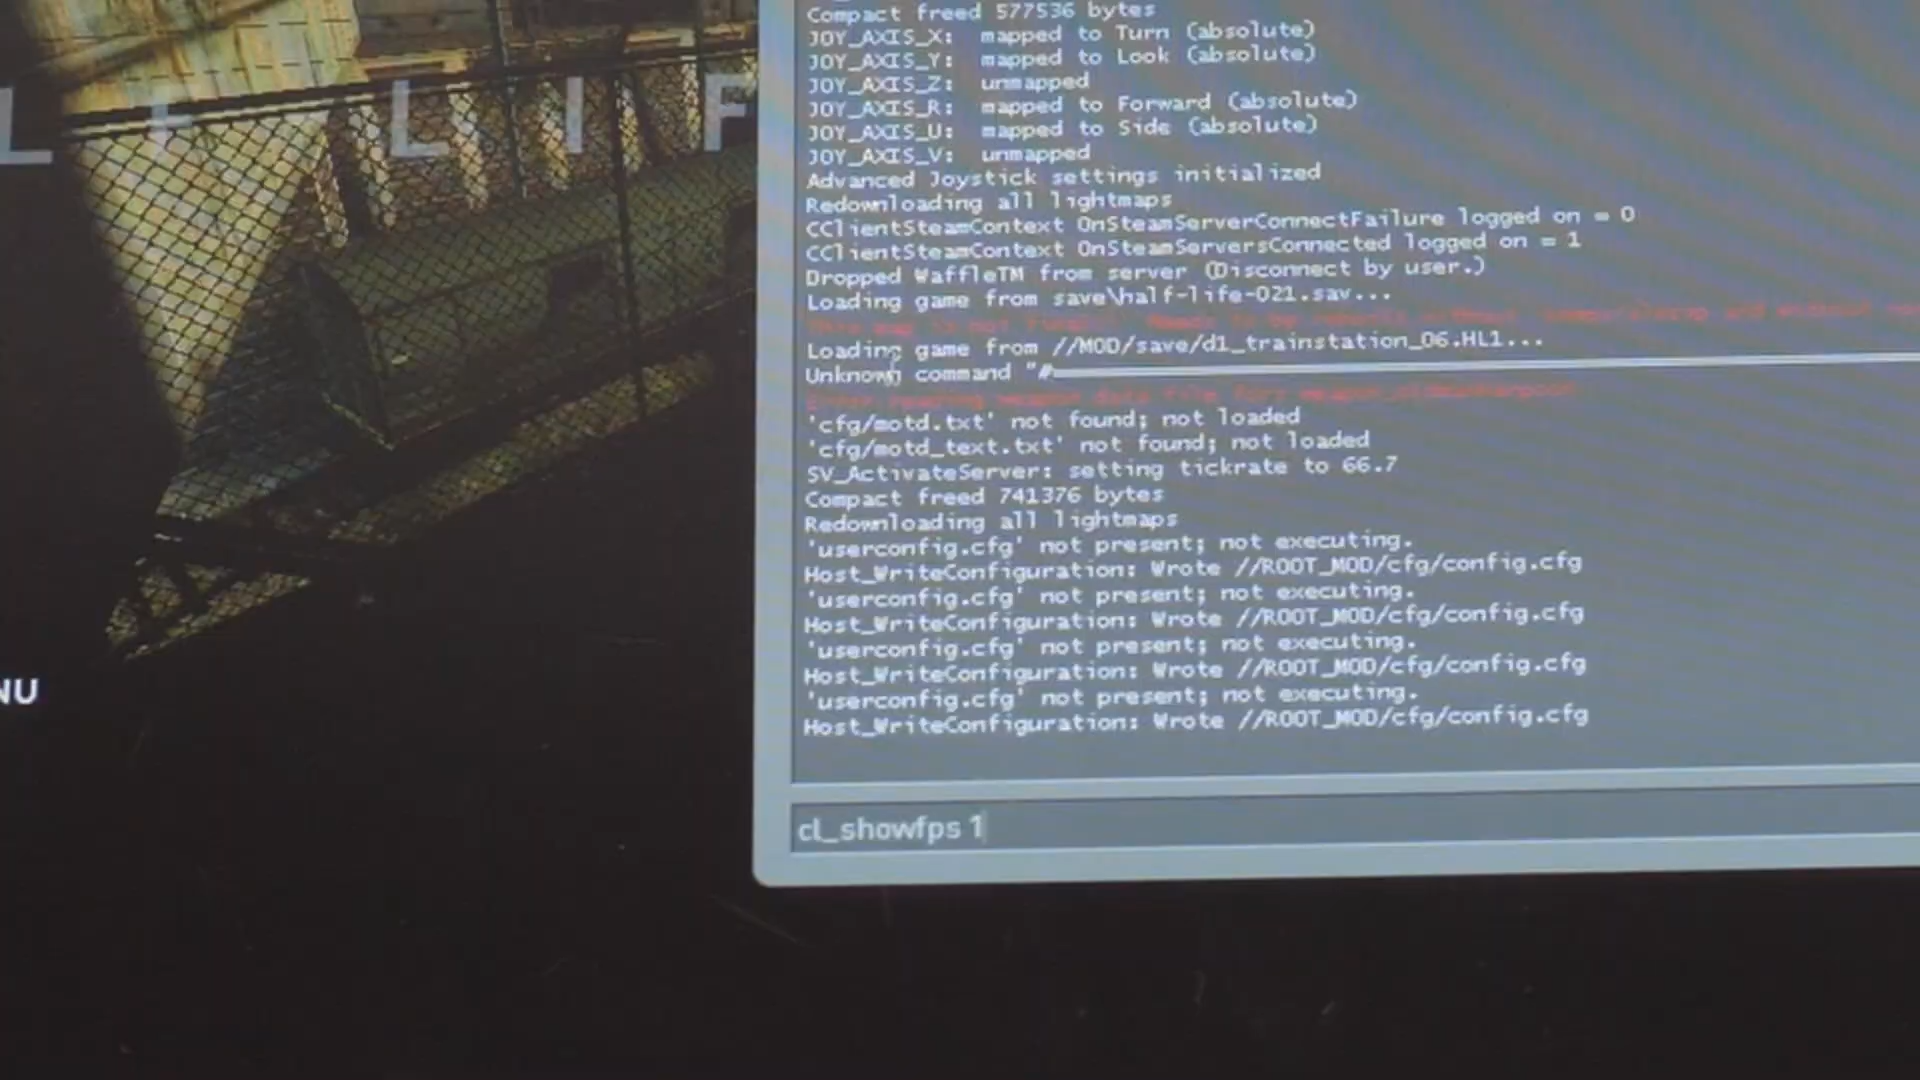 L F - L I F
NU
Compact freed 577536 bytes
JOY_AXIS_X: mapped to Turn (absolute)
JOY_AXIS_Y: mapped to Look (absolute)
JOY_AXIS_Z: unmapped
JOY_AXIS_R: mapped to Forward (absolute)
JOY_AXIS_U: mapped to Side (absolute)
JOY_AXIS_V: unmapped
Advanced Joystick settings initialized
Redownloading all lightmaps
CClientSteamContext OnSteamServerConnectFailure logged on = 0
CClientSteamContext OnSteamServersConnected logged on = 1
Dropped WaffleTM from server (Disconnect by user.)
Loading game from save\half-life-021.sav...
Loading game from //MOD/save/d1_trainstation_06.HL1...
Unknown command "#
'cfg/motd.txt' not found; not loaded
'cfg/motd_text.txt' not found; not loaded
SV_ActivateServer: setting tickrate to 66.7
Compact freed 741376 bytes
Redownloading all lightmaps
'userconfig.cfg' not present; not executing.
Host_WriteConfiguration: Wrote //ROOT_MOD/cfg/config.cfg
'userconfig.cfg' not present; not executing.
Host_WriteConfiguration: Wrote //ROOT_MOD/cfg/config.cfg
'userconfig.cfg' not present; not executing.
Host_WriteConfiguration: Wrote //ROOT_MOD/cfg/config.cfg
'userconfig.cfg' not present; not executing.
Host_WriteConfiguration: Wrote //ROOT_MOD/cfg/config.cfg
cl_showfps 1